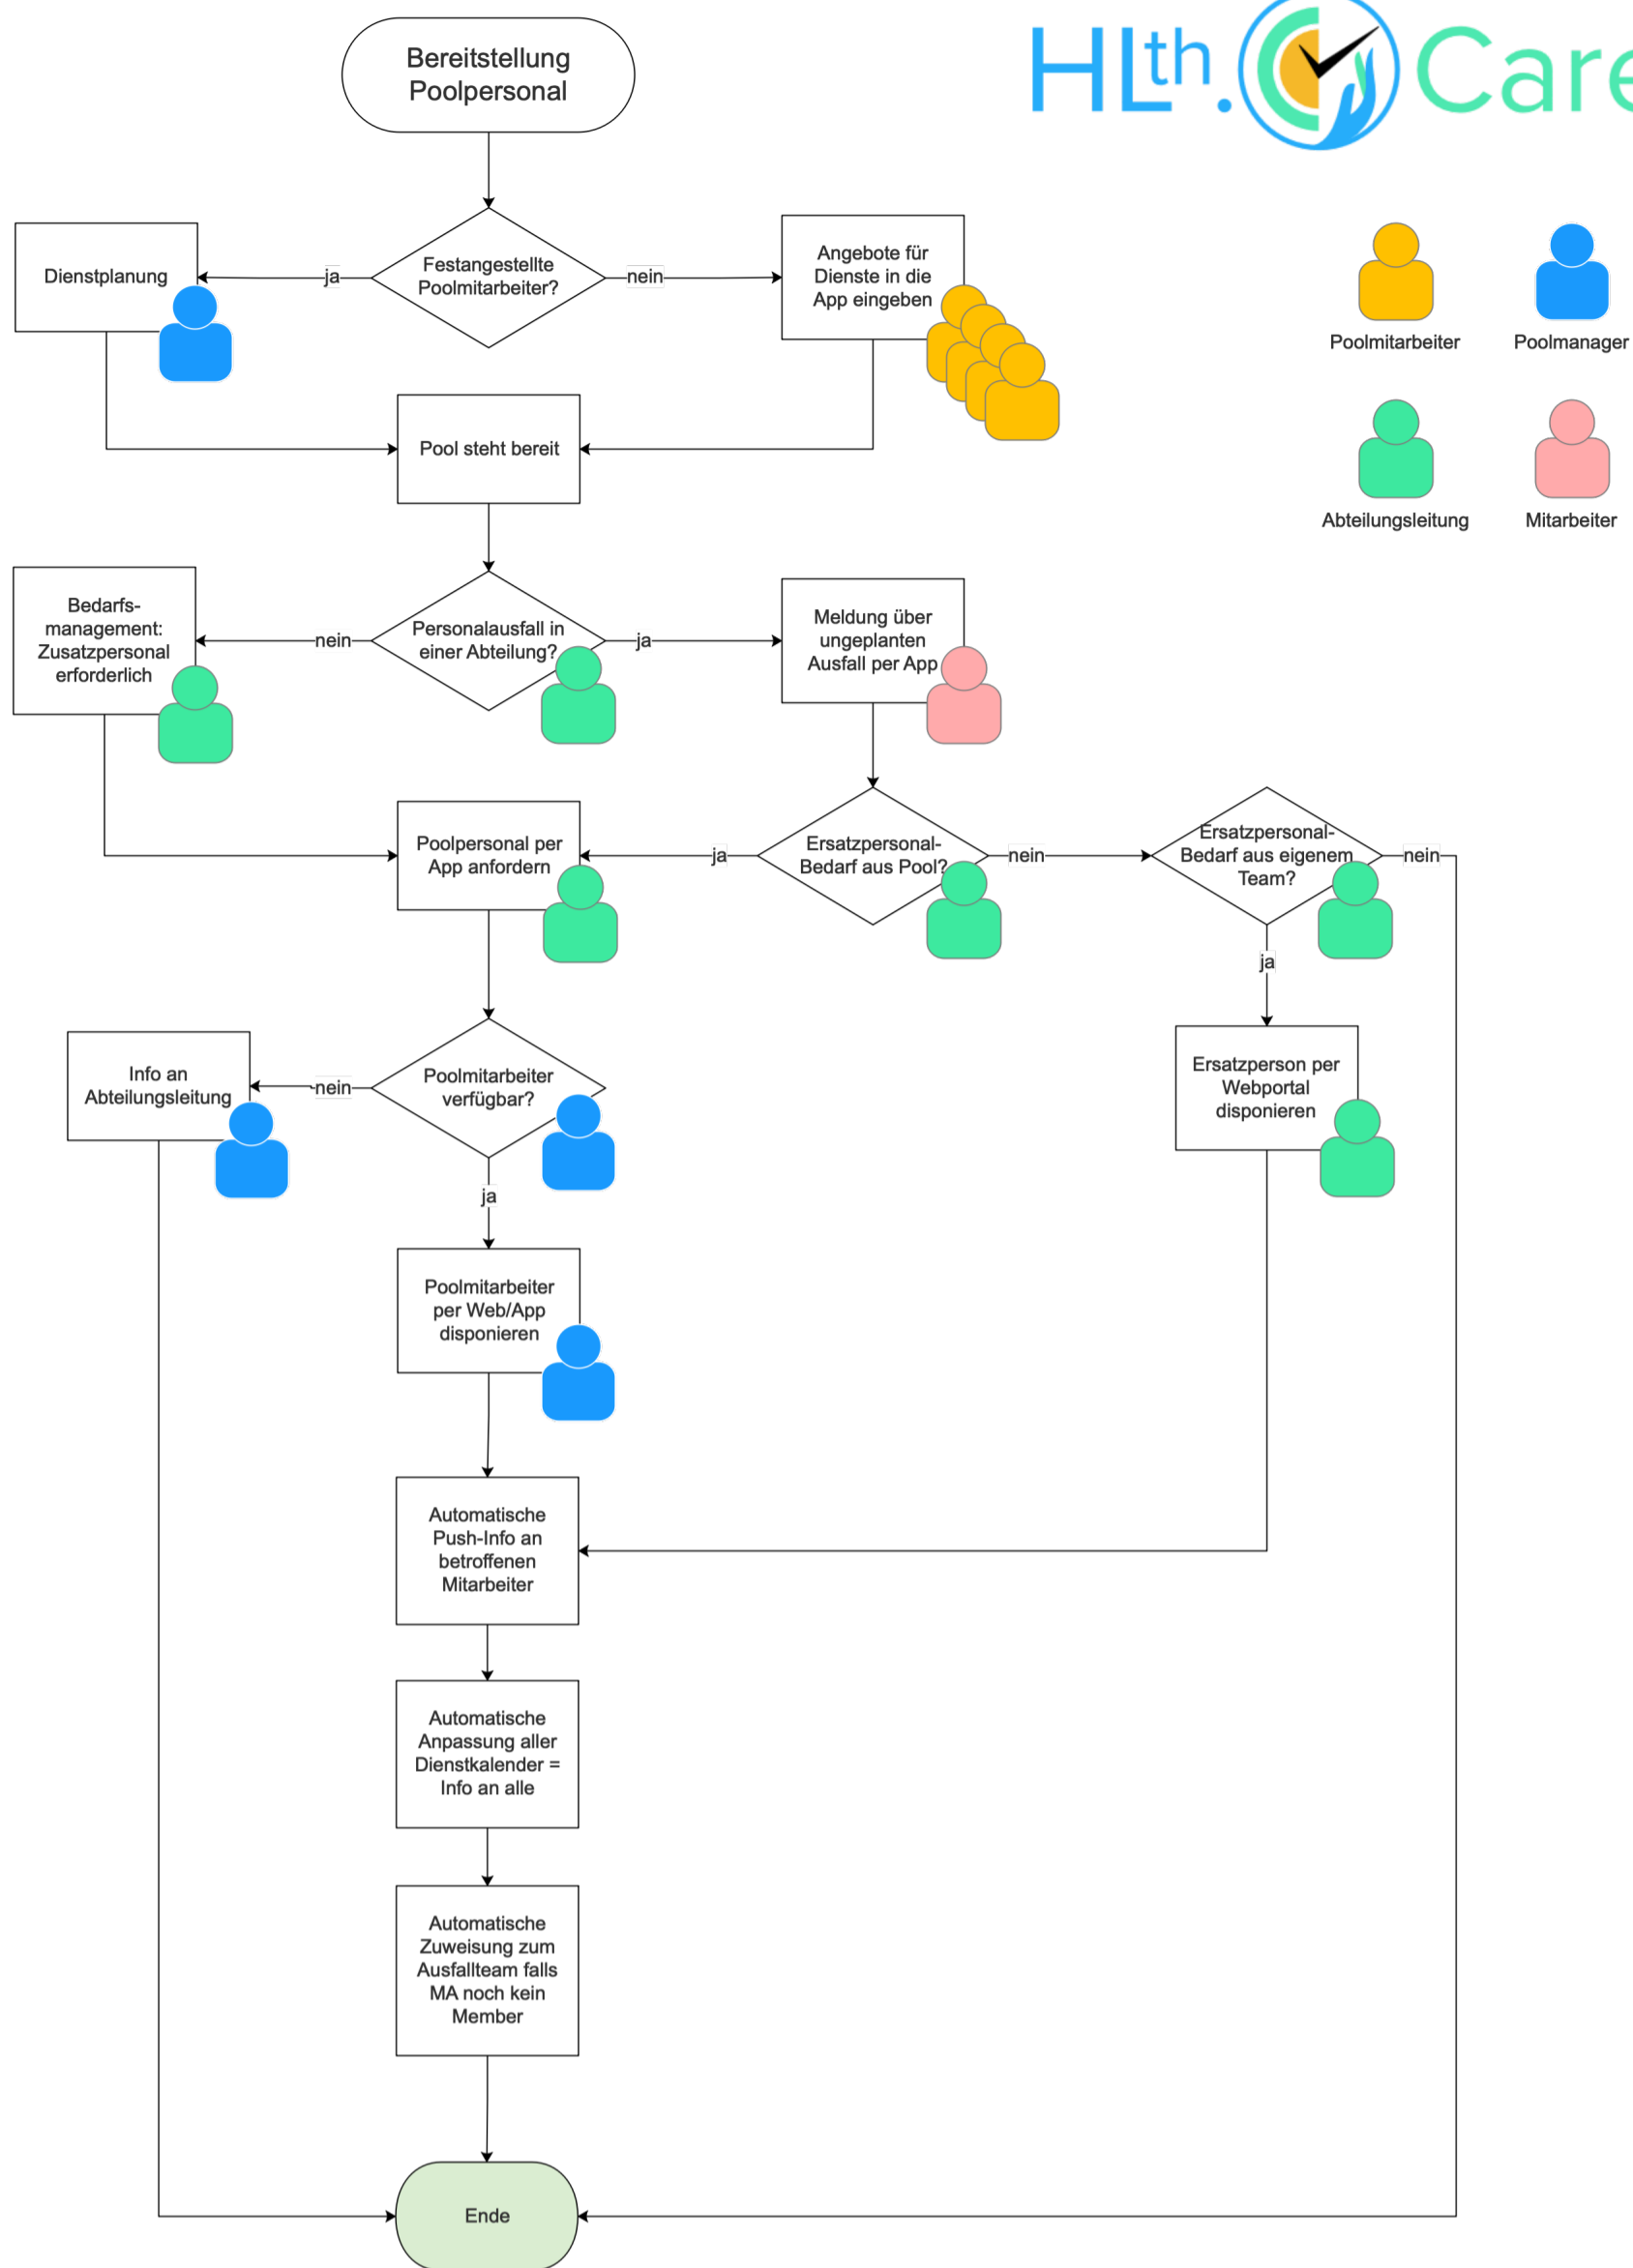 Bereitstellung
Poolpersonal
HLth.Care
Dienstplanung
ja
Festangestellte
Poolmitarbeiter?
nein
Angebote für
Dienste in die
App eingeben
Poolmitarbeiter
Poolmanager
Pool steht bereit
Abteilungsleitung
Mitarbeiter
Bedarfs-
management:
Zusatzpersonal
erforderlich
nein
Personalausfall in
einer Abteilung?
ja
Meldung über
ungeplanten
Ausfall per App
Poolpersonal per
App anfordern
ja
Ersatzpersonal-
Bedarf aus Pool?
nein
Ersatzpersonal-
Bedarf aus eigenem
Team?
nein
ja
Info an
Abteilungsleitung
nein
Poolmitarbeiter
verfügbar?
Ersatzperson per
Webportal
disponieren
ja
Poolmitarbeiter
per Web/App
disponieren
Automatische
Push-Info an
betroffenen
Mitarbeiter
Automatische
Anpassung aller
Dienstkalender =
Info an alle
Automatische
Zuweisung zum
Ausfallteam falls
MA noch kein
Member
Ende